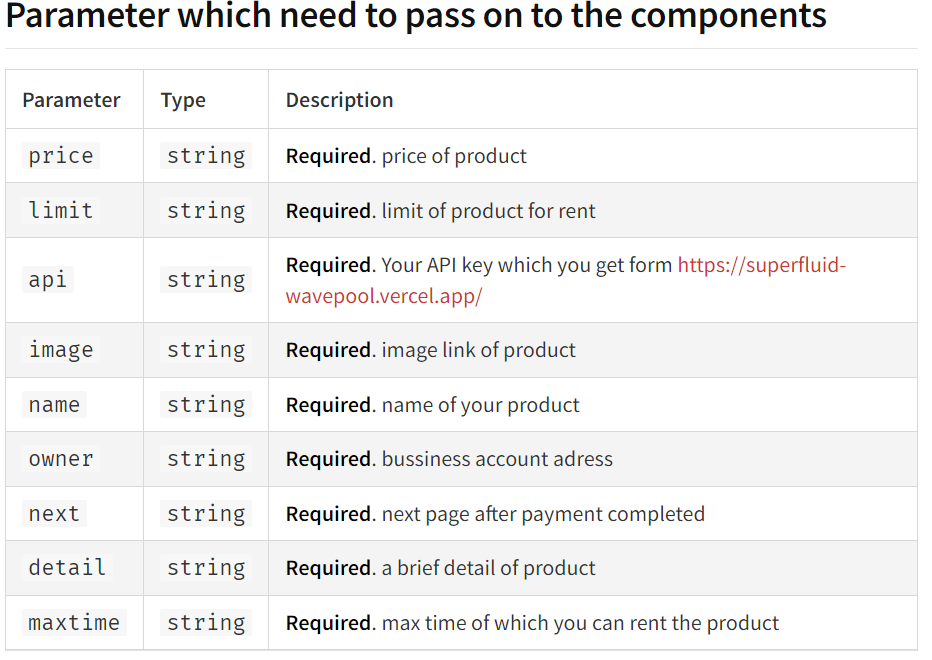 Parameter which need to pass on to the components
Parameter Type Description
price string Required. price of product
limit string Required. limit of product for rent
api string Required. Your API key which you get form https://superfluid-
wavepool.vercel.app/
image string Required. image link of product
name string Required. name of your product
owner string Required. bussiness account adress
next string Required. next page after payment completed
detail string Required. a brief detail of product
maxtime string Required. max time of which you can rent the product